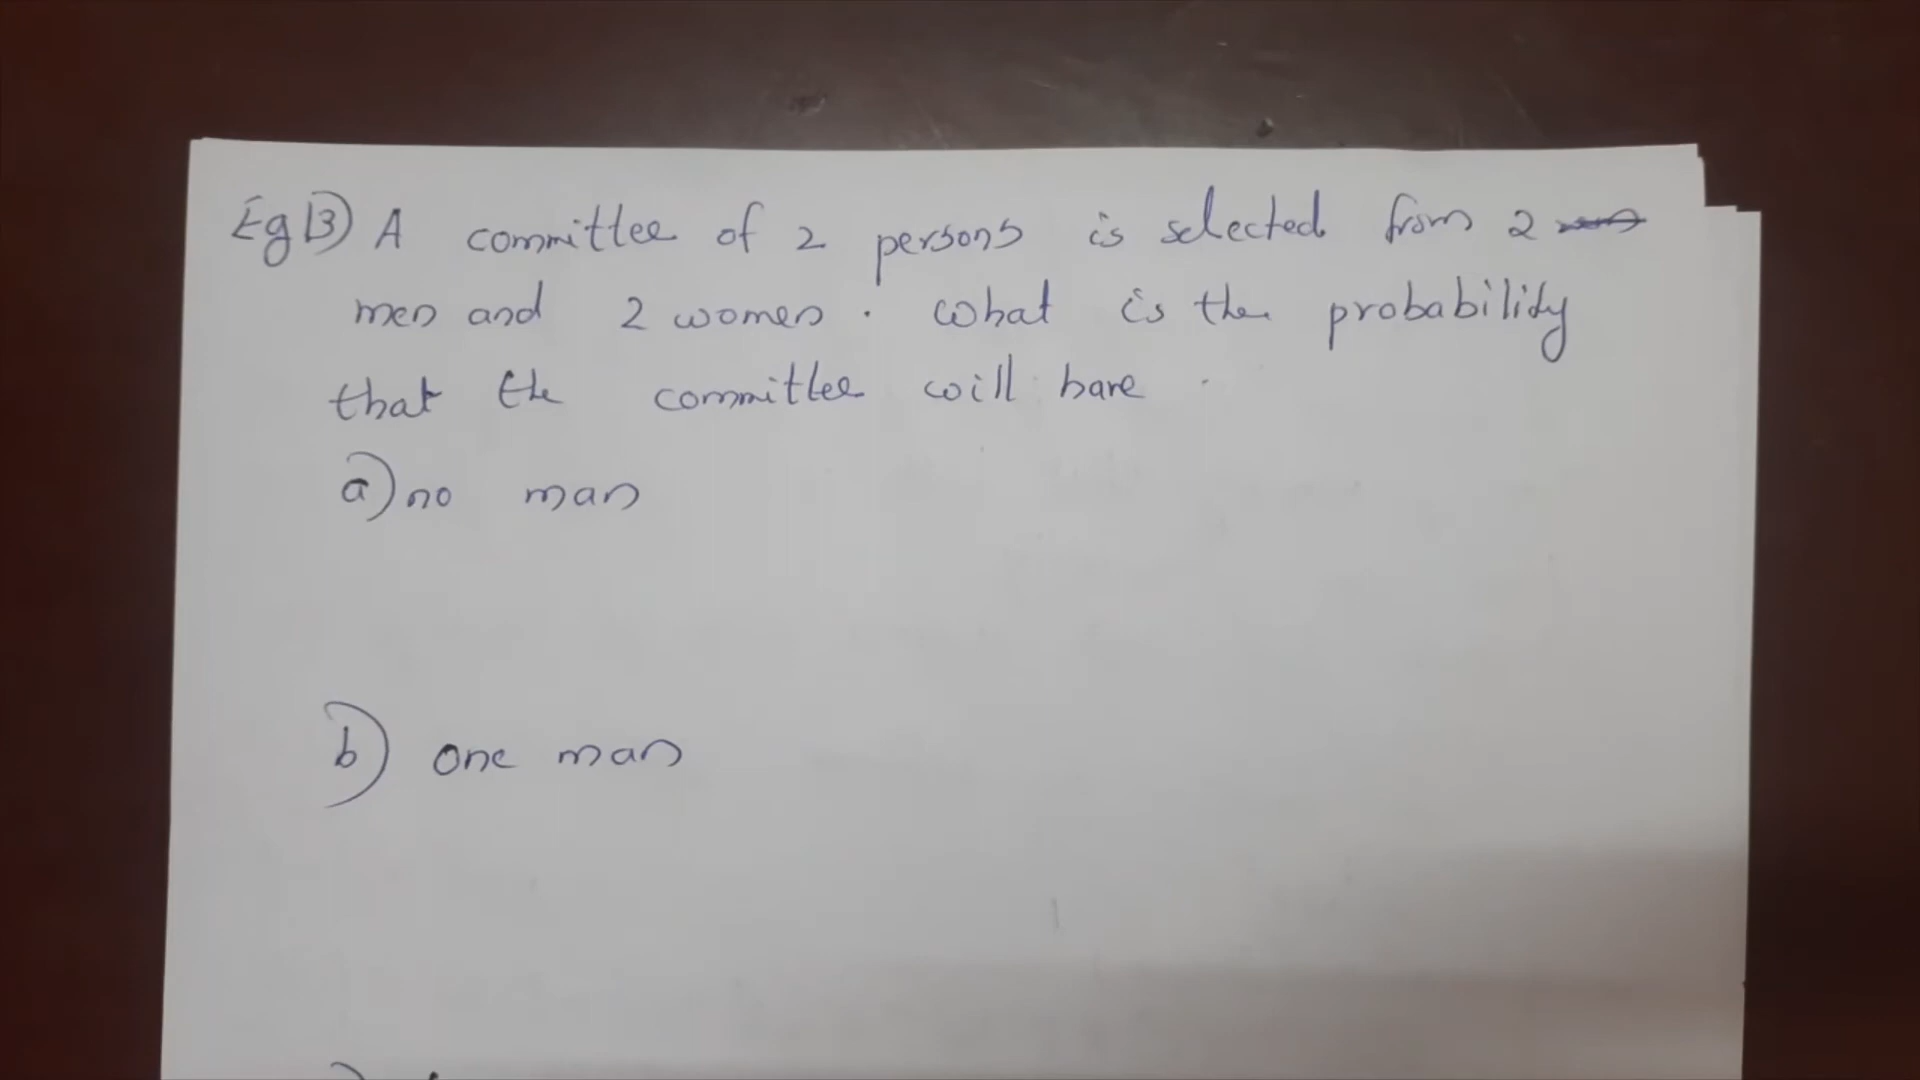 Eg 13) A committee of 2 persons is selected from 2
men and 2 women. What is the probability
that the committee will have
a) no man
b) one man